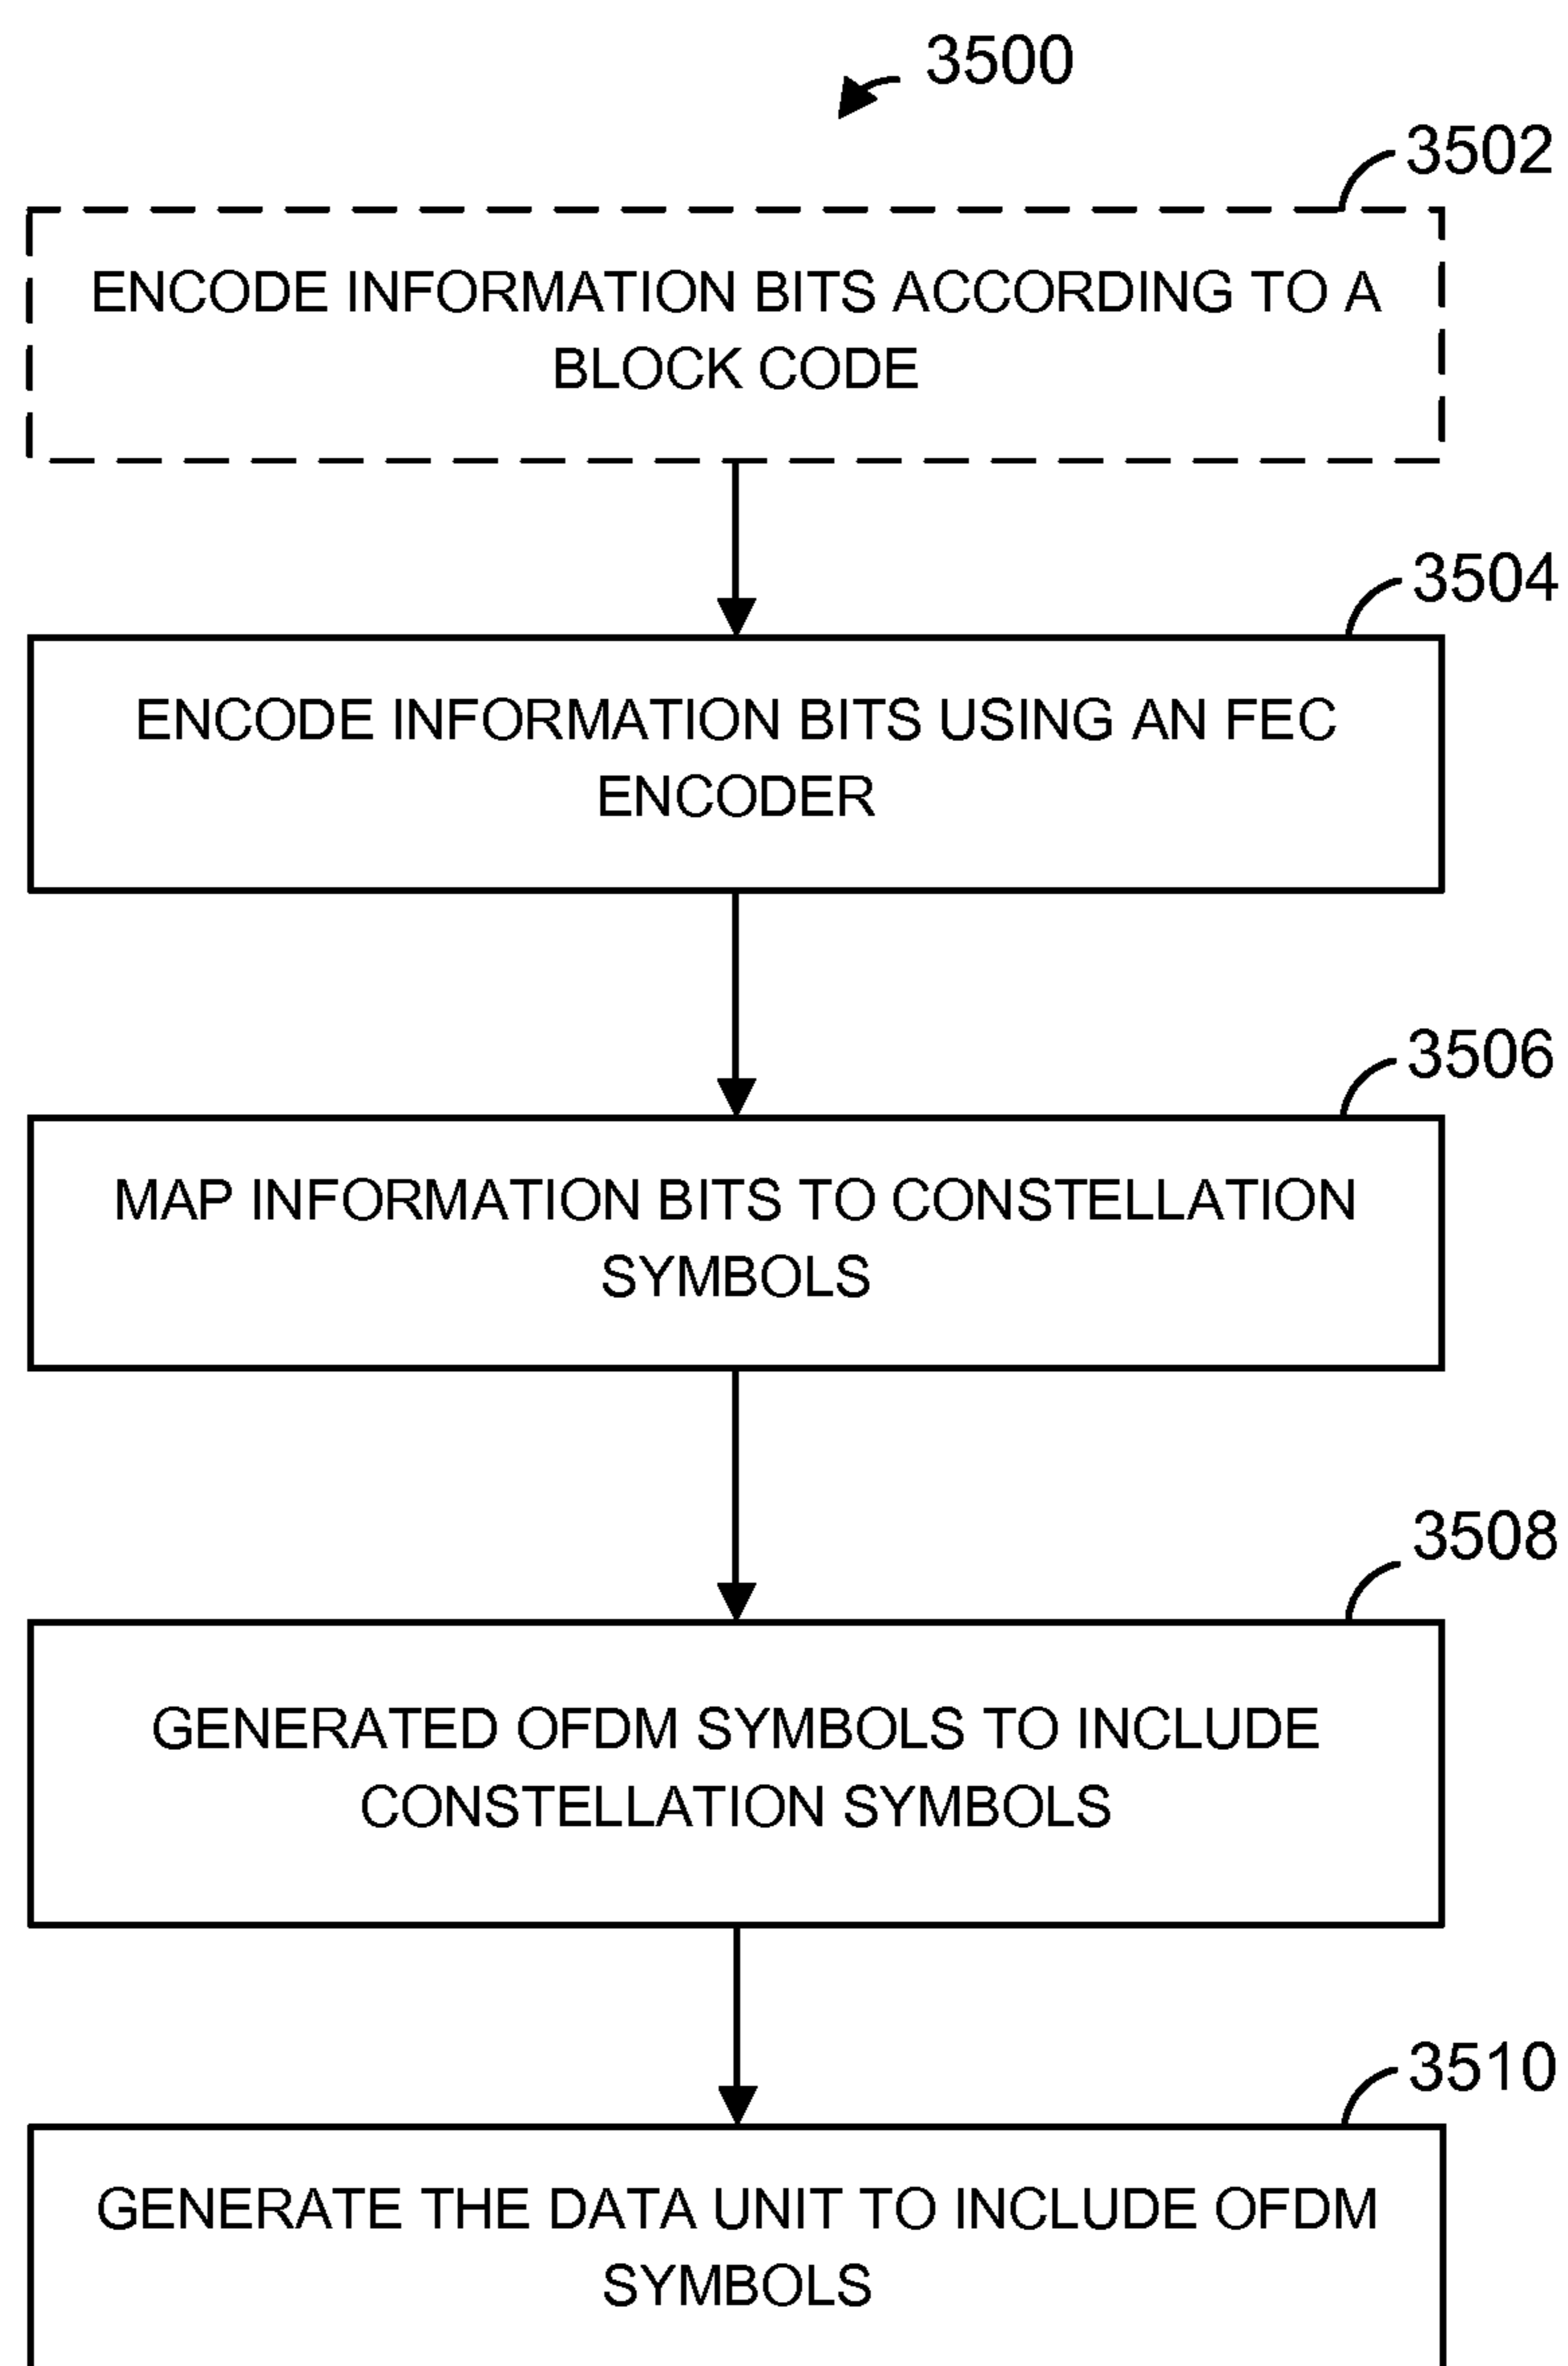 3500
3502
ENCODE INFORMATION BITS ACCORDING TO A
BLOCK CODE
3504
ENCODE INFORMATION BITS USING AN FEC
ENCODER
3506
MAP INFORMATION BITS TO CONSTELLATION
SYMBOLS
3508
GENERATED OFDM SYMBOLS TO INCLUDE
CONSTELLATION SYMBOLS
3510
GENERATE THE DATA UNIT TO INCLUDE OFDM
SYMBOLS